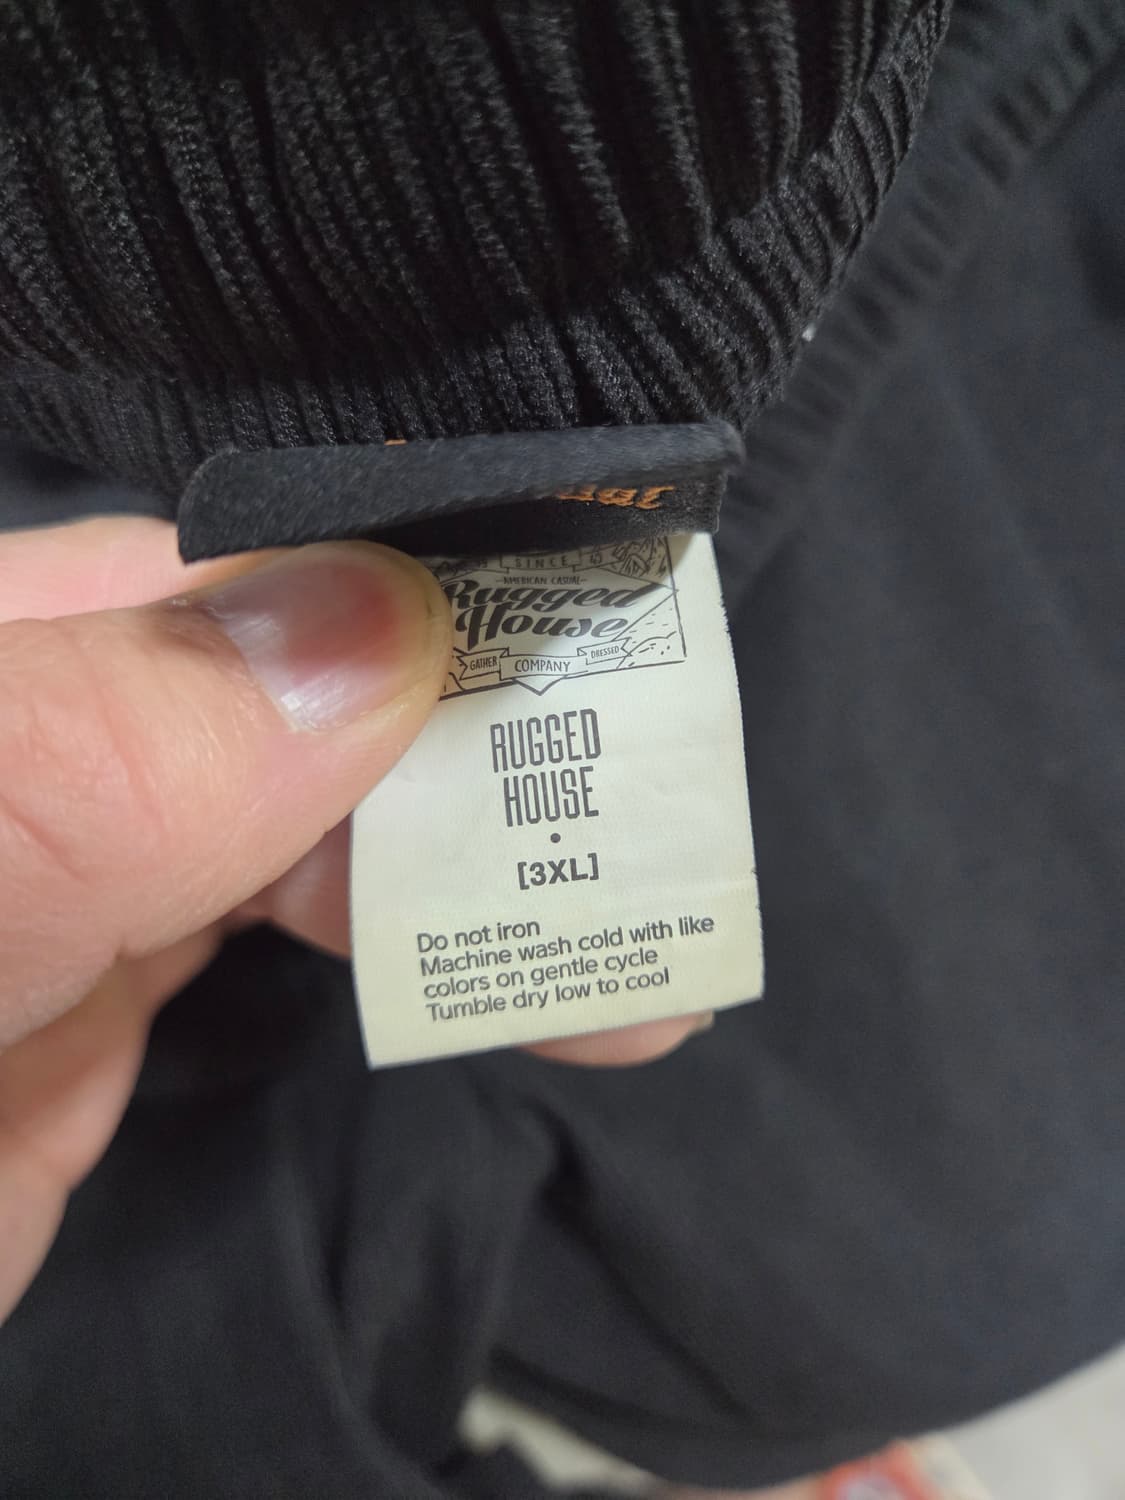 SINCE
-AMERICAN CASUAL-
Rugged
House
GATHER COMPANY DRESSED
RUGGED
HOUSE
•
[3XL]
Do not iron
Machine wash cold with like
colors on gentle cycle
Tumble dry low to cool